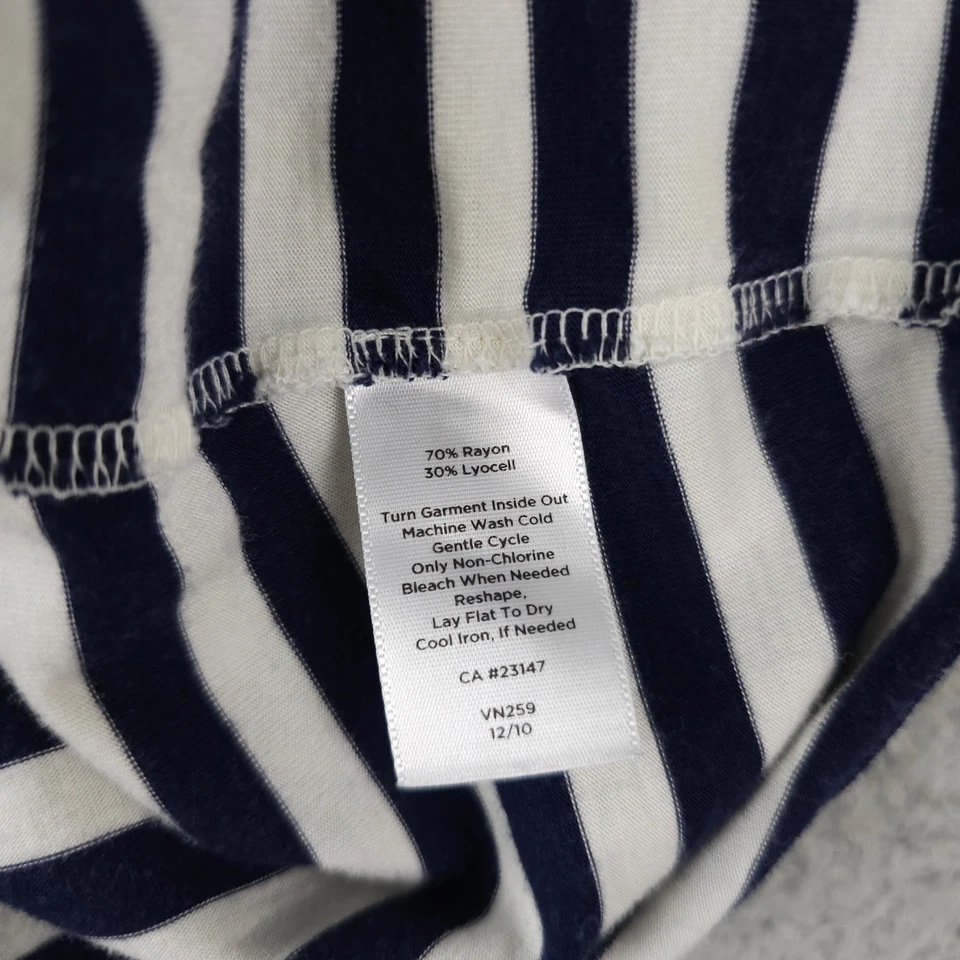 70% Rayon
30% Lyocell
Turn Garment Inside Out
Machine Wash Cold
Gentle Cycle
Only Non-Chlorine
Bleach When Needed
Reshape,
Lay Flat To Dry
Cool Iron, If Needed
CA #23147
VN259
12/10